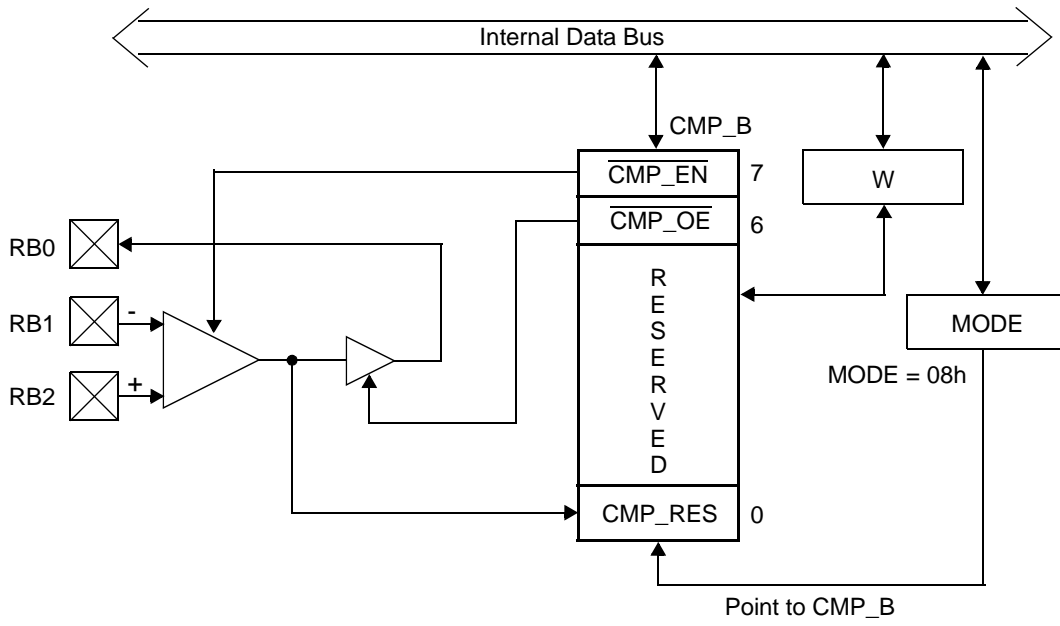 Internal Data Bus
CMP_B
CMP_EN
7
W
CMP_OE
6
RB0
RB1
-
RB2
+
RESERVED
MODE
MODE = 08h
CMP_RES
0
Point to CMP_B